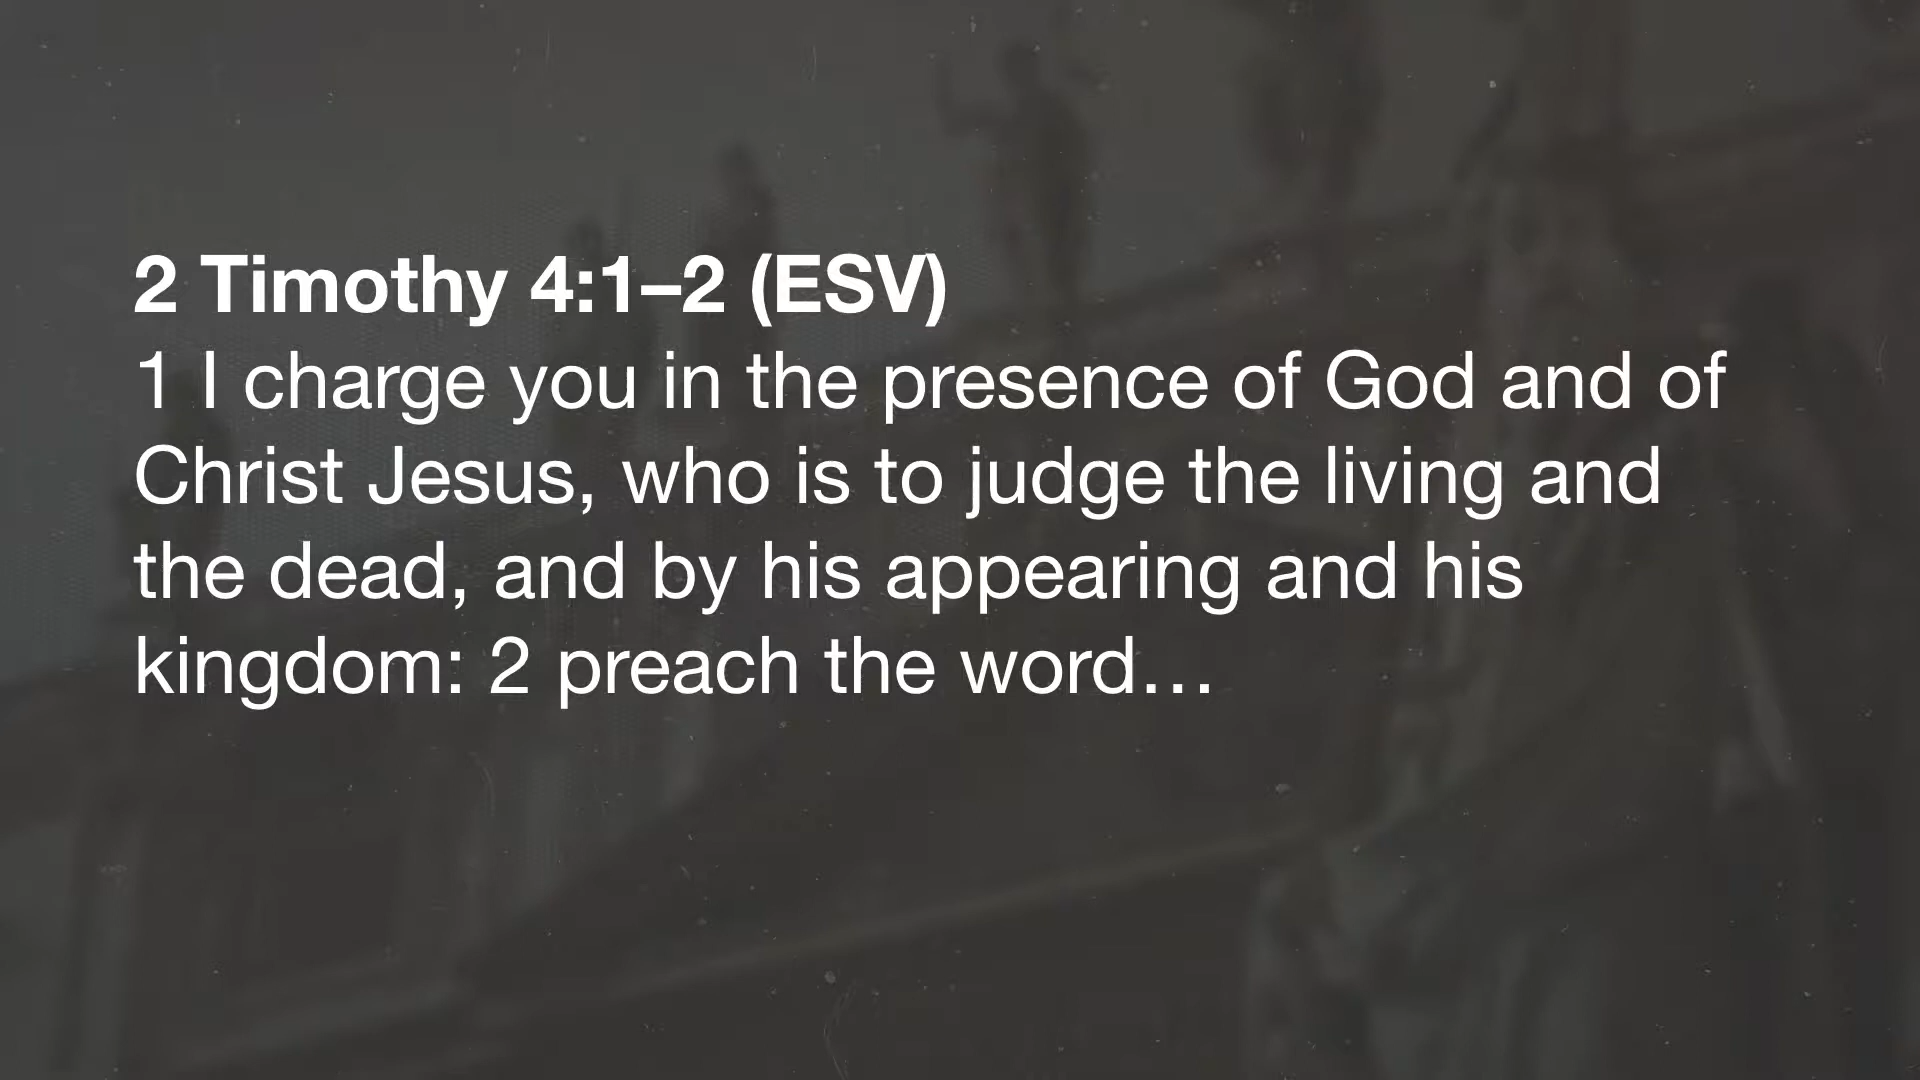 2 Timothy 4:1–2 (ESV)
1 I charge you in the presence of God and of
Christ Jesus, who is to judge the living and
the dead, and by his appearing and his
kingdom: 2 preach the word…